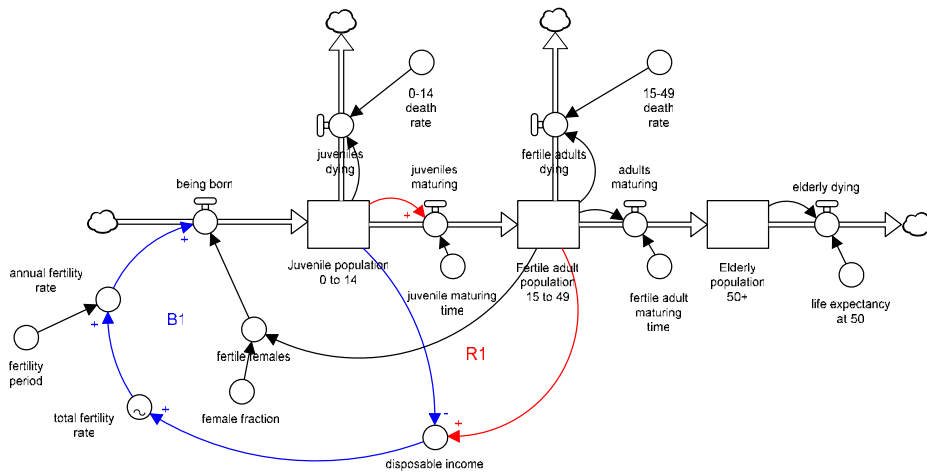 0-14
death
rate
15-49
death
rate
juveniles
dying
fertile adults
dying
being born
juveniles
maturing
adults
maturing
elderly dying
+
+
Juvenile population
0 to 14
Fertile adult
population
15 to 49
Elderly
population
50+
annual fertility
rate
juvenile maturing
time
fertile adult
maturing
time
life expectancy
at 50
+
B1
fertile females
R1
fertility
period
female fraction
total fertility
rate
+
-
+
disposable income